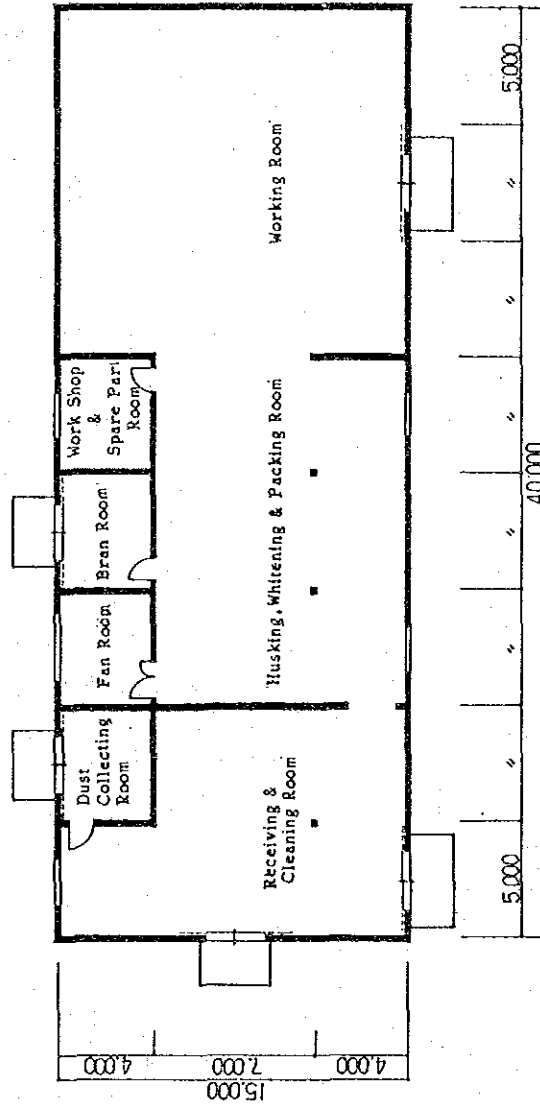 Work Shop
&
Spare Part
Room
Bran Room
Fan Room
Dust
Collecting
Room
Working Room
Husking, Whitening & Packing Room
Receiving &
Cleaning Room
4.000
7.000
4.000
15.000
5.000
〃
〃
〃
〃
〃
〃
5.000
40.000